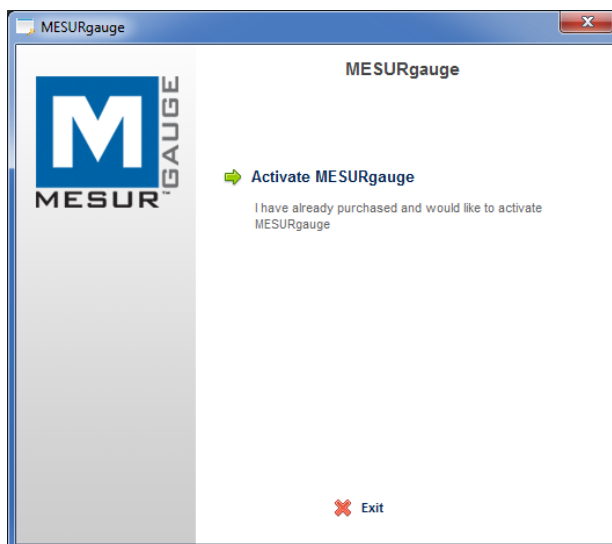 MESURgauge
MESURgauge
M
GAUGE
MESUR™
Activate MESURgauge
I have already purchased and would like to activate
MESURgauge
Exit